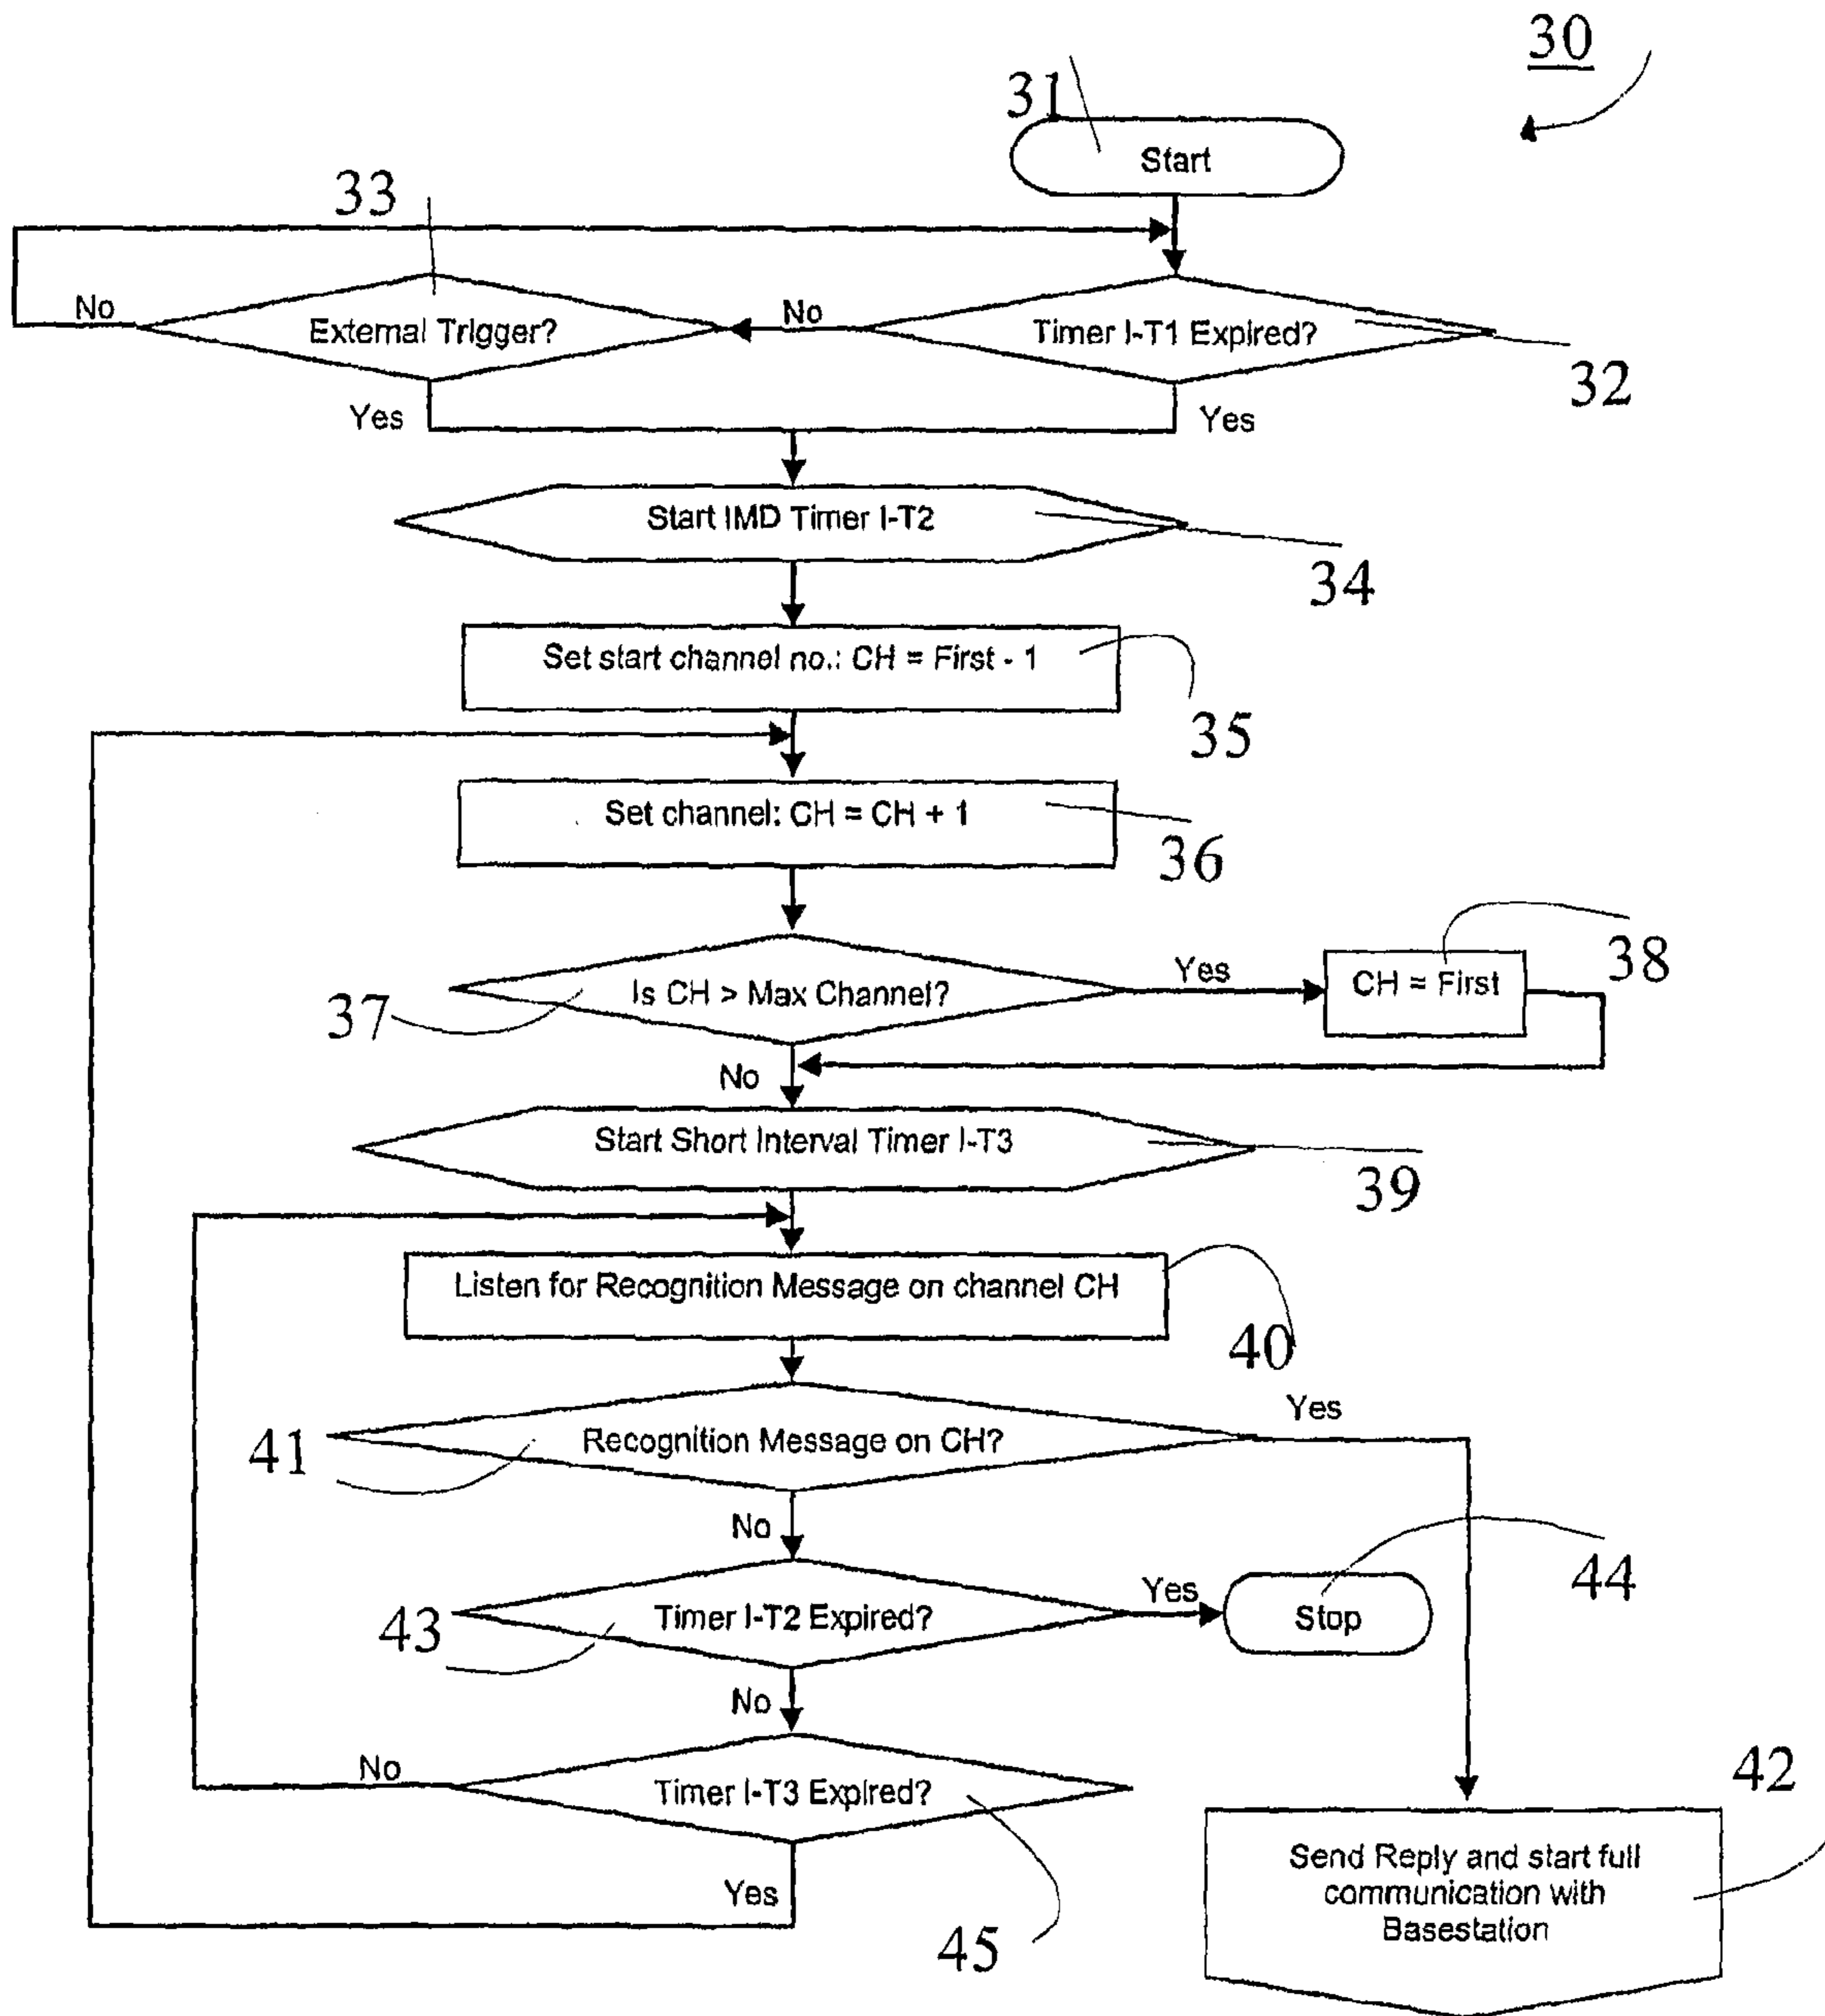 30
31
Start
33
No
External Trigger?
No
Timer I-T1 Expired?
32
Yes
Yes
Start IMD Timer I-T2
34
Set start channel no.: CH = First - 1
35
Set channel: CH = CH + 1
36
Is CH > Max Channel?
37
Yes
CH = First
38
No
Start Short Interval Timer I-T3
39
Listen for Recognition Message on channel CH
40
Recognition Message on CH?
41
Yes
No
Timer I-T2 Expired?
43
Yes
Stop
44
No
No
Timer I-T3 Expired?
45
Yes
42
Send Reply and start full
communication with
Basestation